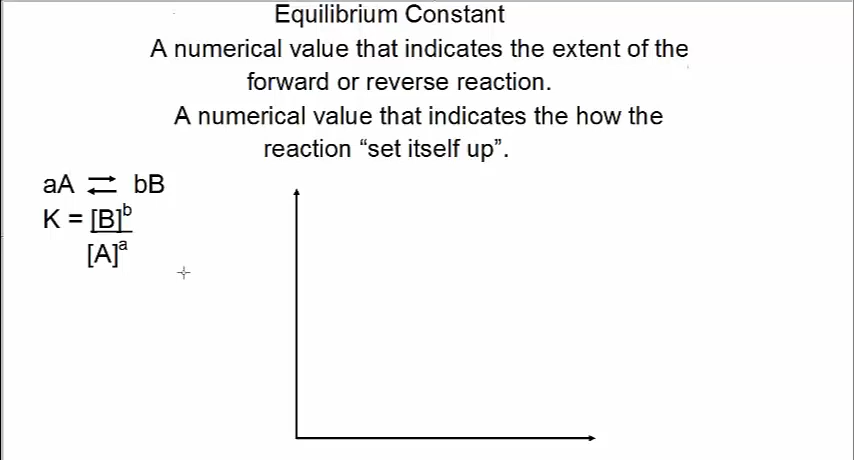 Equilibrium Constant
A numerical value that indicates the extent of the
forward or reverse reaction.
A numerical value that indicates the how the
reaction “set itself up”.
aA ⇄ bB
K = [B]ᵇ
[A]ᵃ